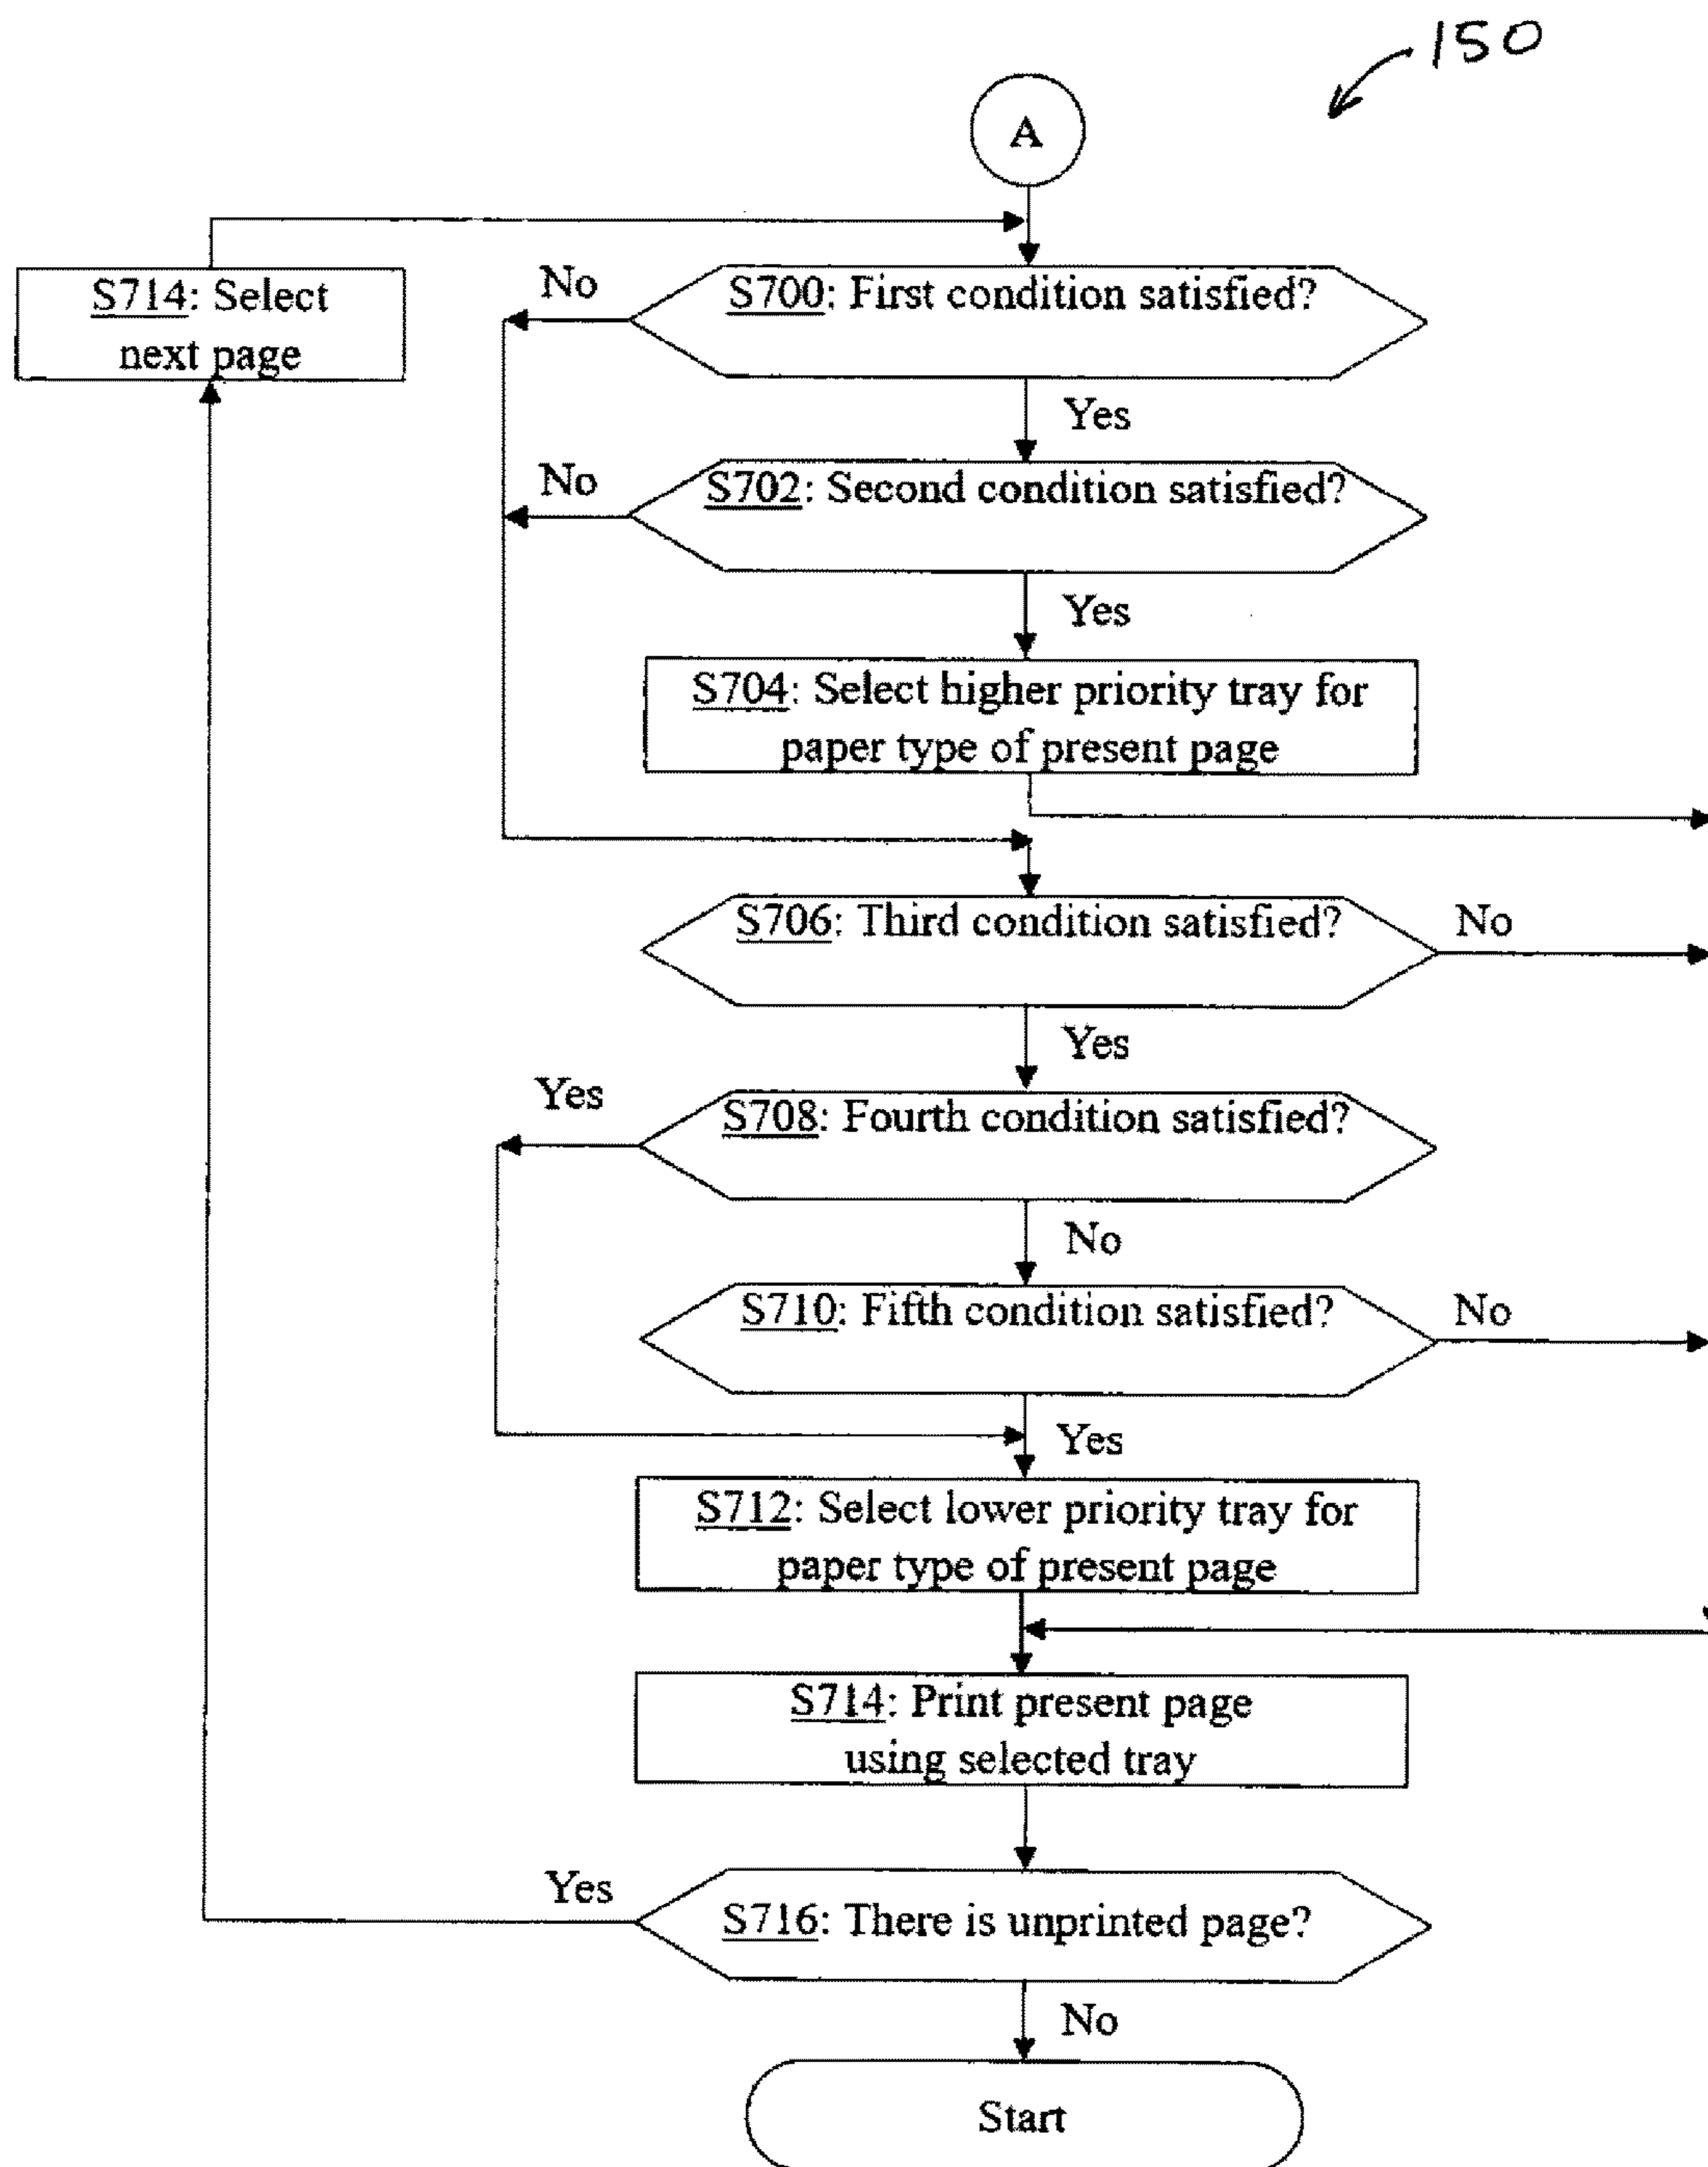 150
A
S714: Select
next page
No
S700: First condition satisfied?
Yes
No
S702: Second condition satisfied?
Yes
S704: Select higher priority tray for
paper type of present page
S706: Third condition satisfied?
No
Yes
Yes
S708: Fourth condition satisfied?
No
S710: Fifth condition satisfied?
No
Yes
S712: Select lower priority tray for
paper type of present page
S714: Print present page
using selected tray
Yes
S716: There is unprinted page?
No
Start